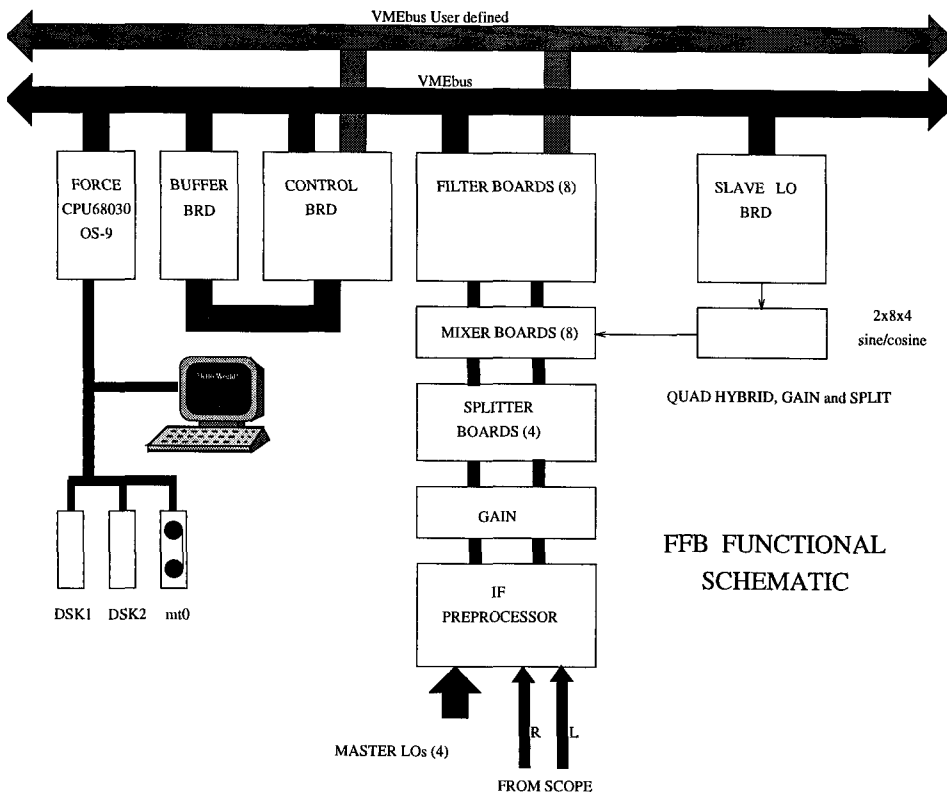 VMEbus User defined
VMEbus
FORCE
CPU68030
OS-9
BUFFER
BRD
CONTROL
BRD
FILTER BOARDS (8)
SLAVE LO
BRD
MIXER BOARDS (8)
2x8x4
sine/cosine
QUAD HYBRID, GAIN and SPLIT
"Hello World"
SPLITTER
BOARDS (4)
GAIN
FFB FUNCTIONAL
SCHEMATIC
IF
PREPROCESSOR
DSK1
DSK2
mt0
R
L
MASTER LOs (4)
FROM SCOPE